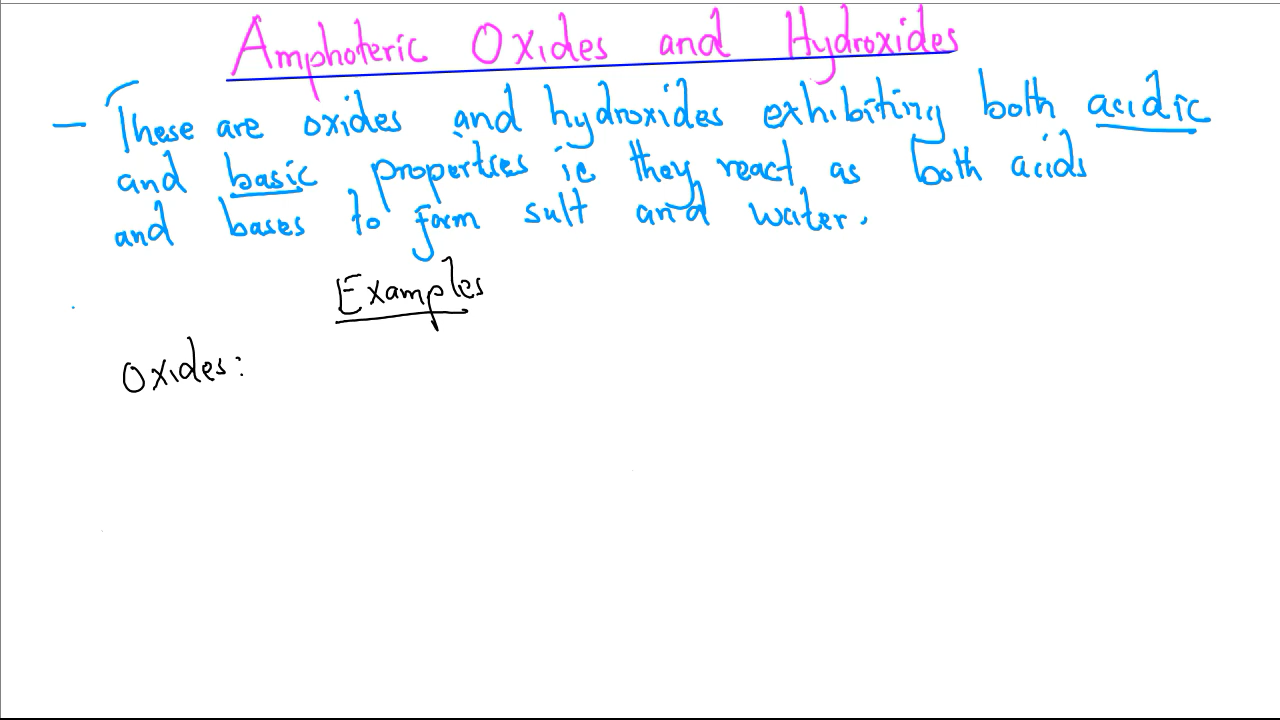 Amphoteric Oxides and Hydroxides
- These are oxides and hydroxides exhibiting both acidic
and basic properties ie they react as both acids
and bases to form sult and water.
Examples
Oxides: